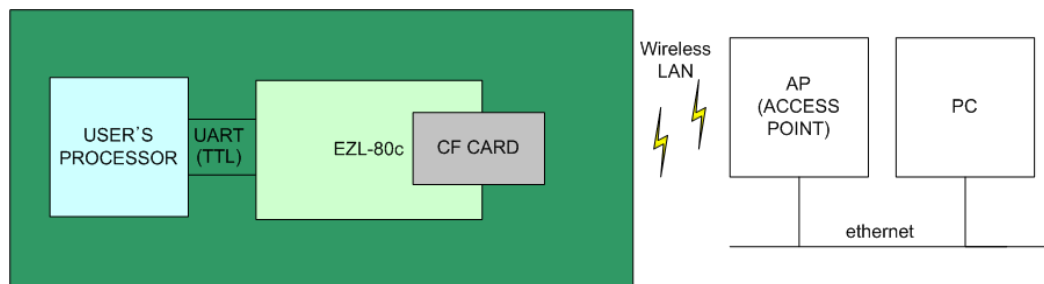 USER'S
PROCESSOR
UART
(TTL)
EZL-80c
CF CARD
Wireless
LAN
AP
(ACCESS
POINT)
PC
ethernet